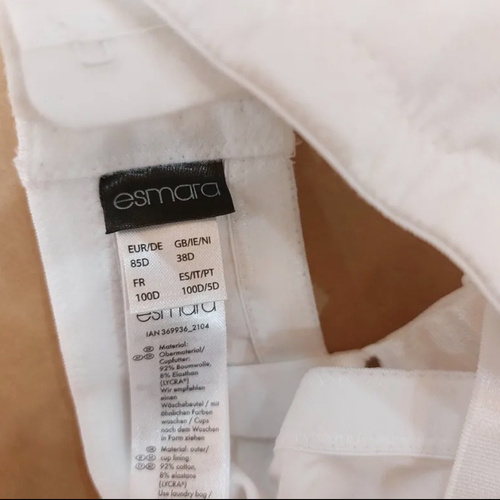 esmara
EUR/DE GB/IE/NI
85D 38D
FR ES/IT/PT
100D 100D/5D
esmara
IAN 369936_2104
Material:
Obermaterial/
Cupfutter:
92% Baumwolle,
8% Elasthan
(LYCRA®)
Wir empfehlen
einen
Wäschebeutel / mit
ähnlichen Farben
waschen / Cups
nach dem Waschen
in Form ziehen
Material:
outer material/
cup lining:
92% cotton,
8% elastane
(LYCRA®)
Use laundry bag /